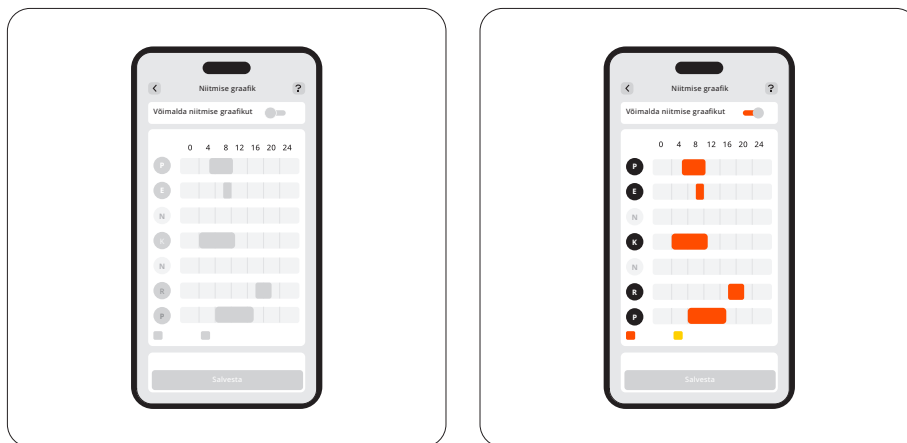 Niitmise graafik ?
Võimalda niitmise graafikut
0 4 8 12 16 20 24
P
E
N
K
N
R
P
Salvesta
Niitmise graafik ?
Võimalda niitmise graafikut
0 4 8 12 16 20 24
P
E
N
K
N
R
P
Salvesta